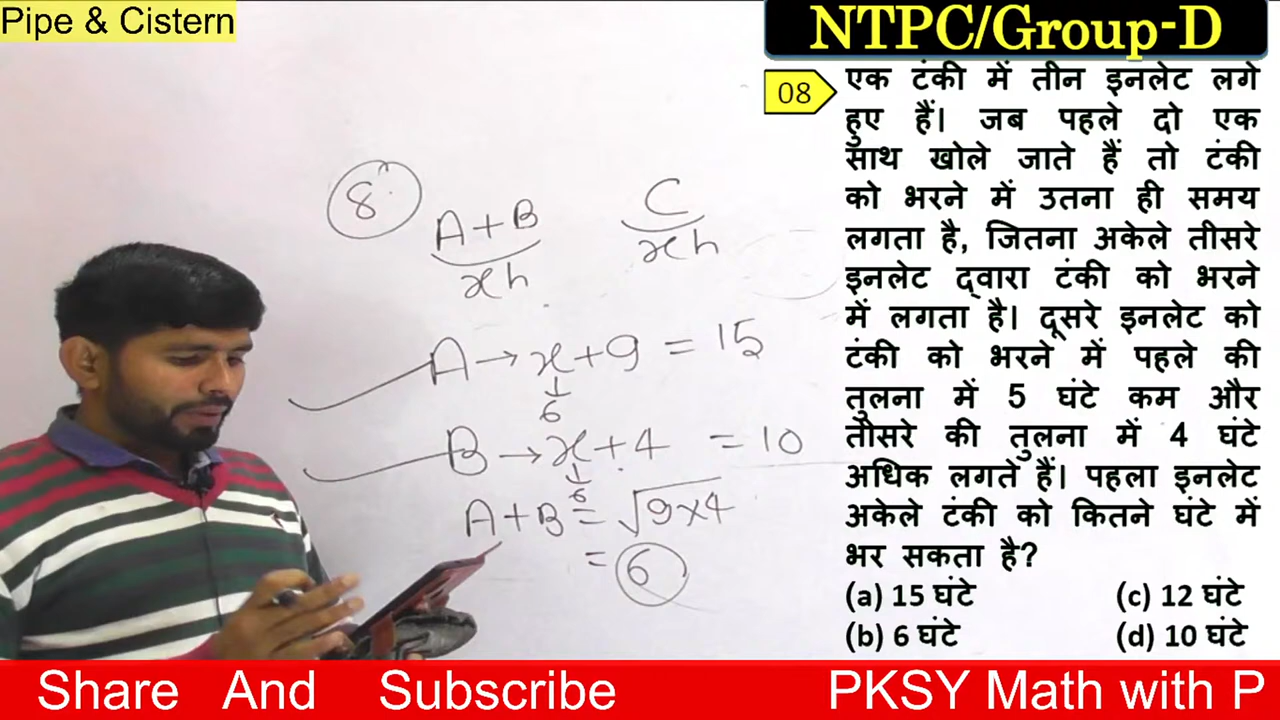 Pipe & Cistern
NTPC/Group-D
08
एक टंकी में तीन इनलेट लगे
हुए हैं। जब पहले दो एक
साथ खोले जाते हैं तो टंकी
को भरने में उतना ही समय
लगता है, जितना अकेले तीसरे
इनलेट द्वारा टंकी को भरने
में लगता है। दूसरे इनलेट को
टंकी को भरने में पहले की
तुलना में 5 घंटे कम और
तीसरे की तुलना में 4 घंटे
अधिक लगते हैं। पहला इनलेट
अकेले टंकी को कितने घंटे में
भर सकता है?
(a) 15 घंटे (c) 12 घंटे
(b) 6 घंटे (d) 10 घंटे
8
A+B C
xh xh
A → x+9 = 15
6
B → x+4 = 10
6
A+B = √9×4
= 6
Share And Subscribe PKSY Math with P